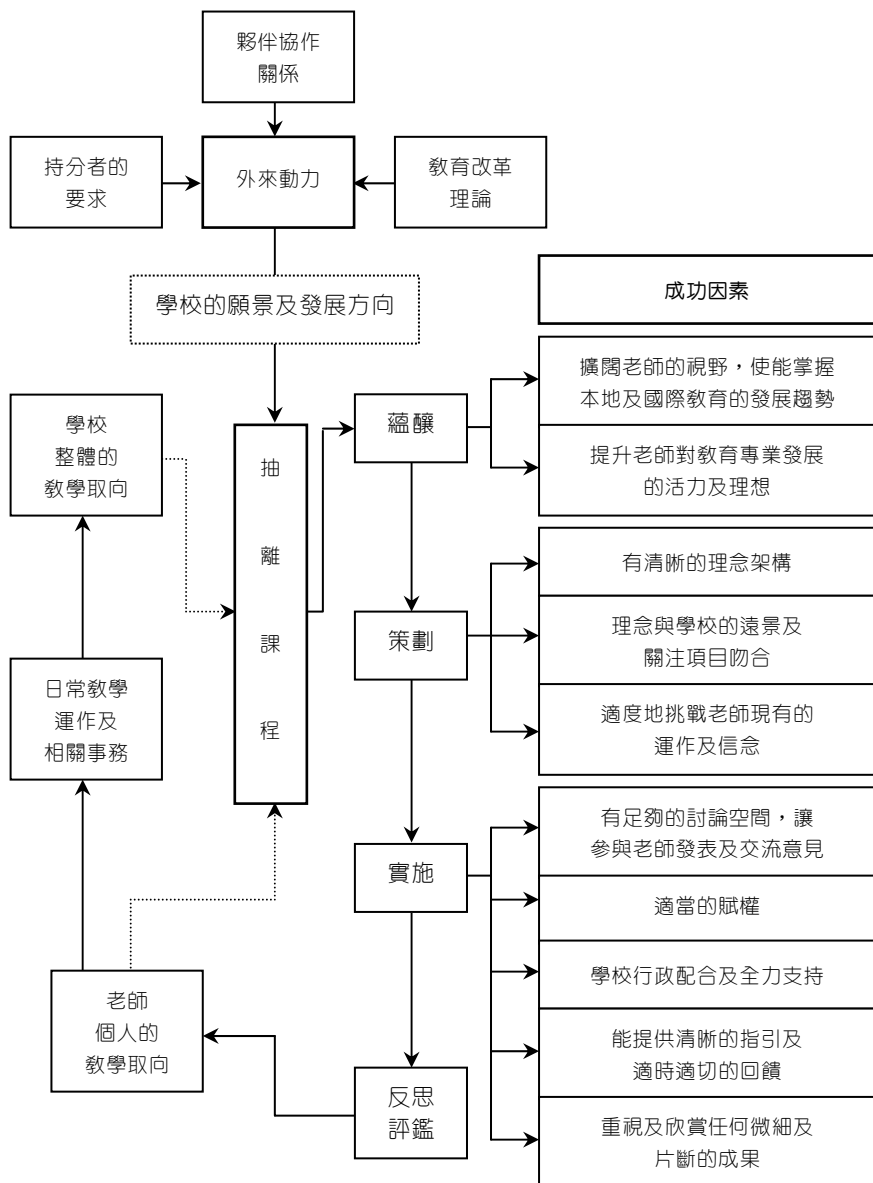 夥伴協作
關係
持分者的
要求
外來動力
教育改革
理論
學校的願景及發展方向
成功因素
擴闊老師的視野，使能掌握
本地及國際教育的發展趨勢
提升老師對教育專業發展
的活力及理想
學校
整體的
教學取向
抽
離
課
程
蘊釀
有清晰的理念架構
策劃
理念與學校的遠景及
關注項目吻合
適度地挑戰老師現有的
運作及信念
日常教學
運作及
相關事務
有足夠的討論空間，讓
參與老師發表及交流意見
實施
適當的賦權
學校行政配合及全力支持
能提供清晰的指引及
適時適切的回饋
重視及欣賞任何微細及
片斷的成果
老師
個人的
教學取向
反思
評鑑